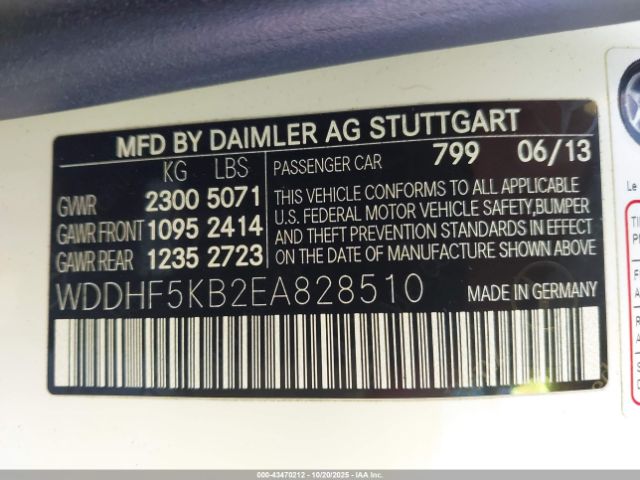 MFD BY DAIMLER AG STUTTGART
KG LBS PASSENGER CAR 799 06/13
GVWR 2300 5071
GAWR FRONT 1095 2414
GAWR REAR 1235 2723
THIS VEHICLE CONFORMS TO ALL APPLICABLE
U.S. FEDERAL MOTOR VEHICLE SAFETY,BUMPER
AND THEFT PREVENTION STANDARDS IN EFFECT
ON THE DATE OF MANUFACTURE SHOWN ABOVE
WDDHF5KB2EA828510 MADE IN GERMANY
Le
000-43470212 - 10/20/2025 - IAA Inc.